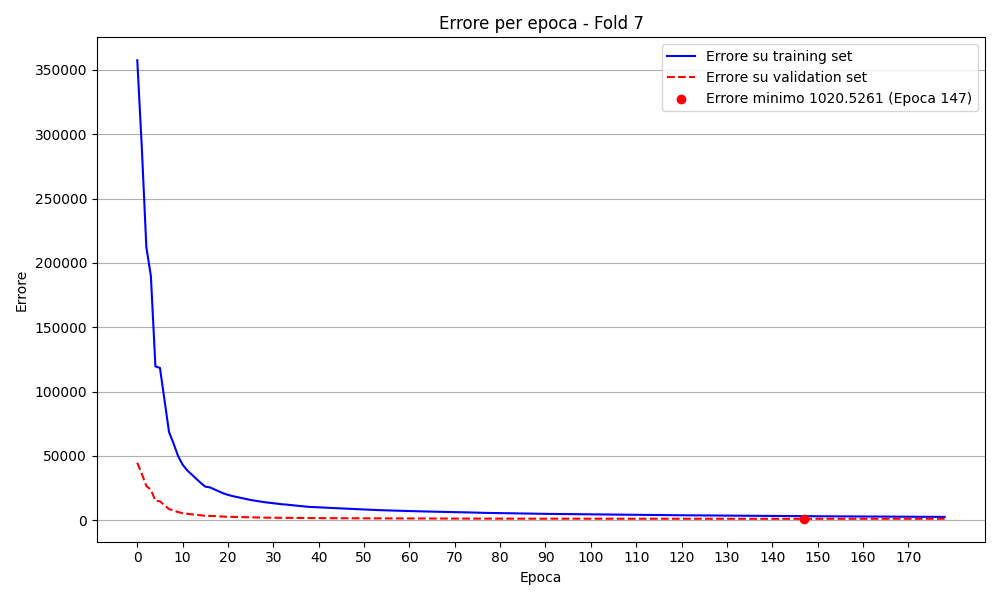 Errore per epoca - Fold 7
Errore su training set
Errore su validation set
Errore minimo 1020.5261 (Epoca 147)
Errore
350000
300000
250000
200000
150000
100000
50000
0
0 10 20 30 40 50 60 70 80 90 100 110 120 130 140 150 160 170
Epoca